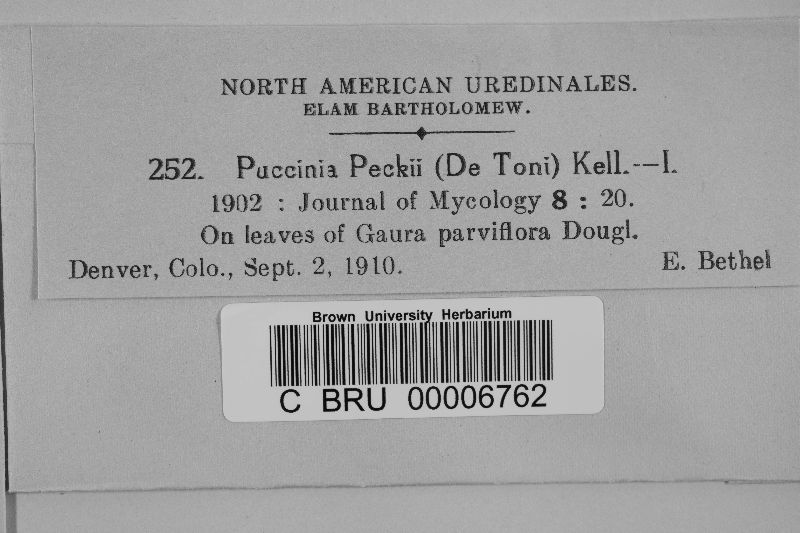 NORTH AMERICAN UREDINALES.
ELAM BARTHOLOMEW.
252. Puccinia Peckii (De Toni) Kell.--I.
1902 : Journal of Mycology 8 : 20.
On leaves of Gaura parviflora Dougl.
Denver, Colo., Sept. 2, 1910. E. Bethel
Brown University Herbarium
C BRU 00006762